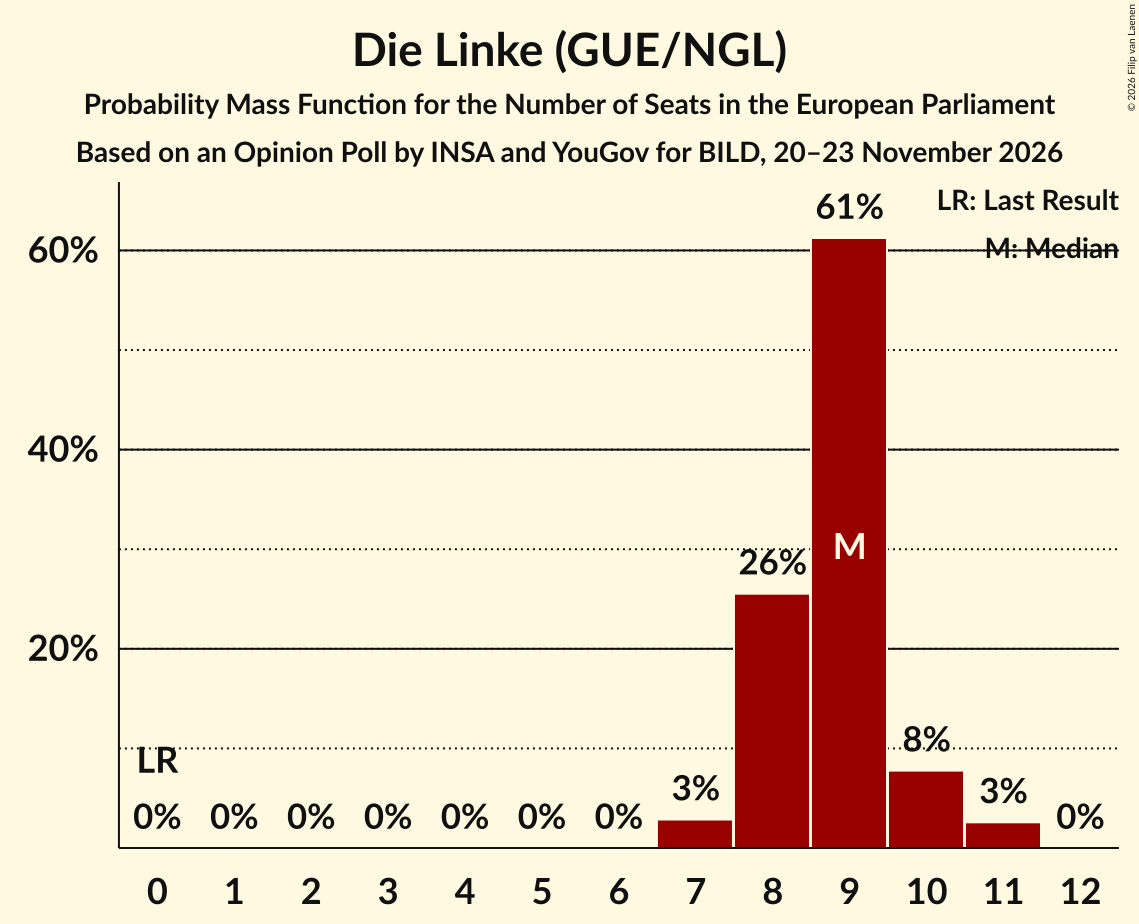 Die Linke (GUE/NGL)
Probability Mass Function for the Number of Seats in the European Parliament
Based on an Opinion Poll by INSA and YouGov for BILD, 20–23 November 2026
© 2026 Filip van Laenen
LR: Last Result
M: Median
60%
40%
20%
61%
M
26%
8%
LR
3%
3%
0% 0% 0% 0% 0% 0% 0% 0%
0 1 2 3 4 5 6 7 8 9 10 11 12